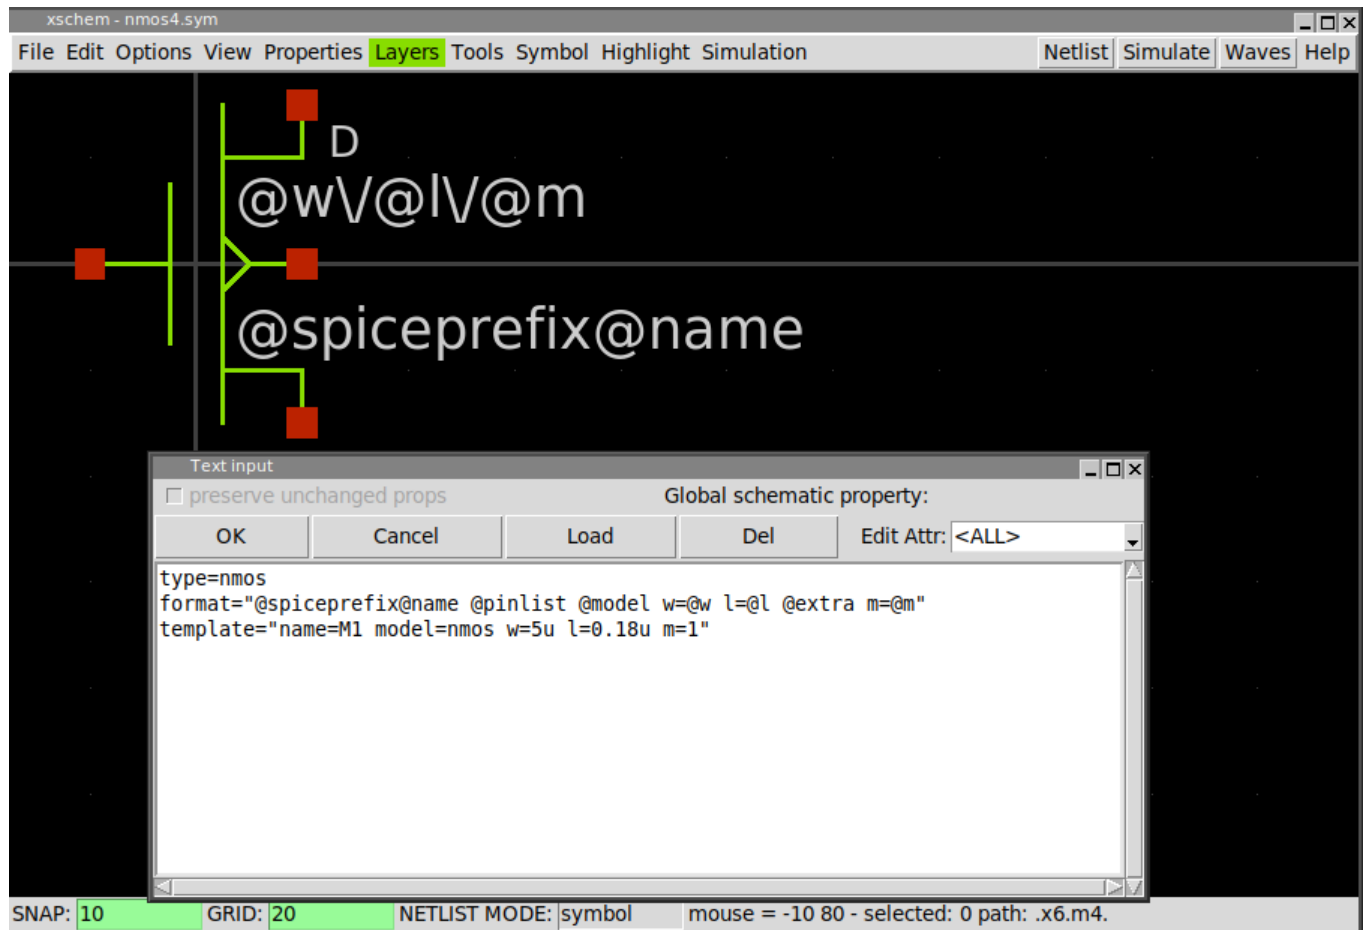 xschem - nmos4.sym
File Edit Options View Properties Layers Tools Symbol Highlight Simulation Netlist Simulate Waves Help
D
@w\/@l\/@m
@spiceprefix@name
Text input
preserve unchanged props Global schematic property:
OK Cancel Load Del Edit Attr: <ALL>
type=nmos
format="@spiceprefix@name @pinlist @model w=@w l=@l @extra m=@m"
template="name=M1 model=nmos w=5u l=0.18u m=1"
SNAP: 10 GRID: 20 NETLIST MODE: symbol mouse = -10 80 - selected: 0 path: .x6.m4.